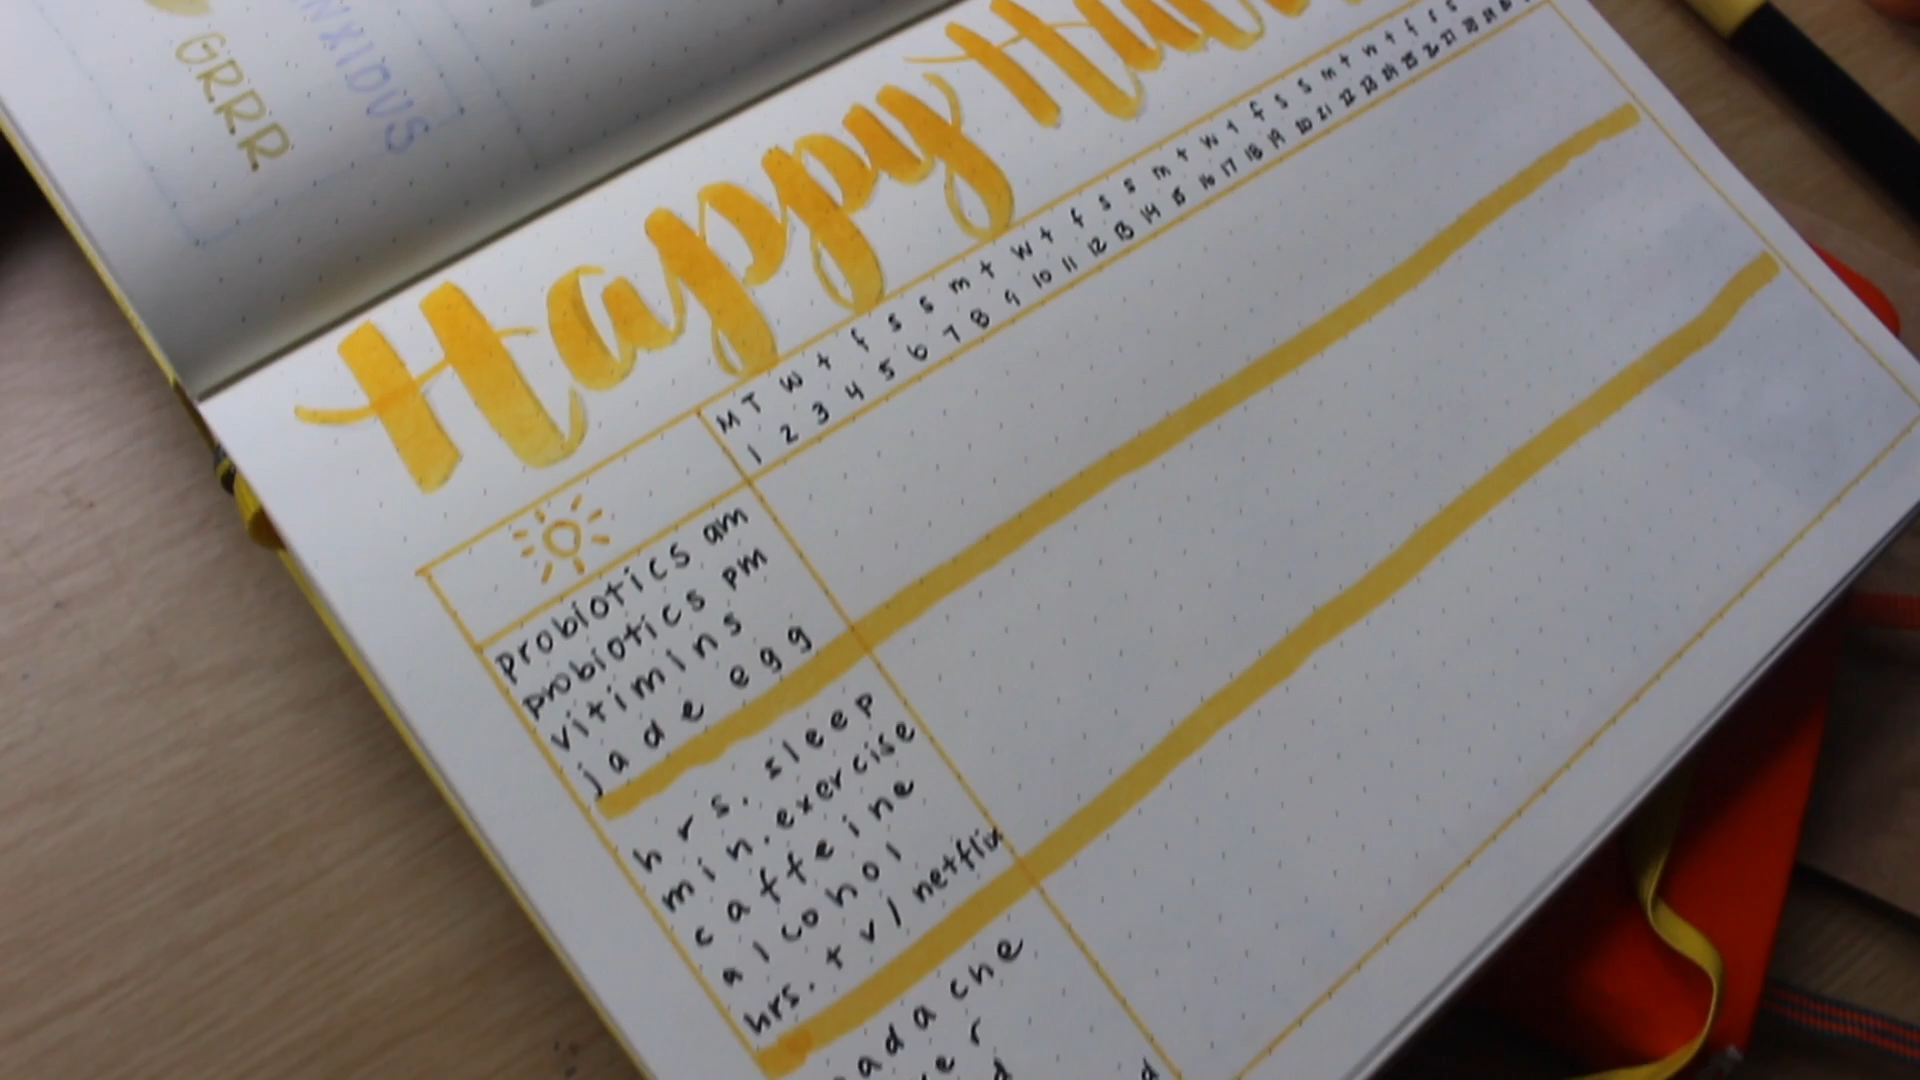 ANXIOUS
GRRR
Happy
M T w t f s s m t w t f s s m t w t f s s m t w t f s s
1 2 3 4 5 6 7 8 9 10 11 12 13 14 15 16 17 18 19 20 21 22 23 24 25 26 27 28
probiotics am
probiotics pm
vitimins
jade egg
hrs. sleep
min. exercise
caffeine
alcohol
hrs. tv/netflix